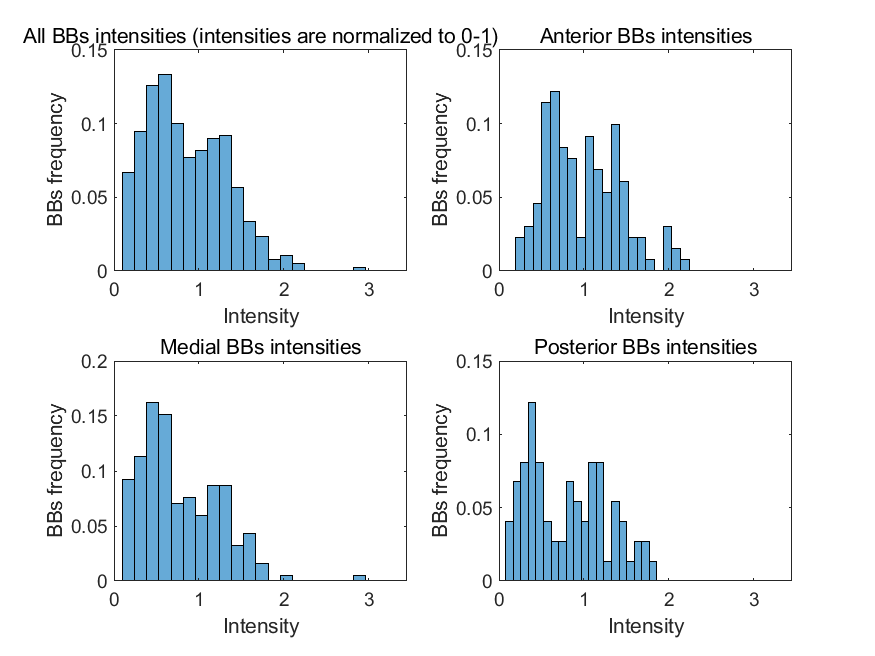 All BBs intensities (intensities are normalized to 0-1)
0.15
0.1
0.05
0
BBs frequency
0 1 2 3
Intensity
Anterior BBs intensities
0.15
0.1
0.05
0
BBs frequency
0 1 2 3
Intensity
Medial BBs intensities
0.2
0.15
0.1
0.05
0
BBs frequency
0 1 2 3
Intensity
Posterior BBs intensities
0.15
0.1
0.05
0
BBs frequency
0 1 2 3
Intensity